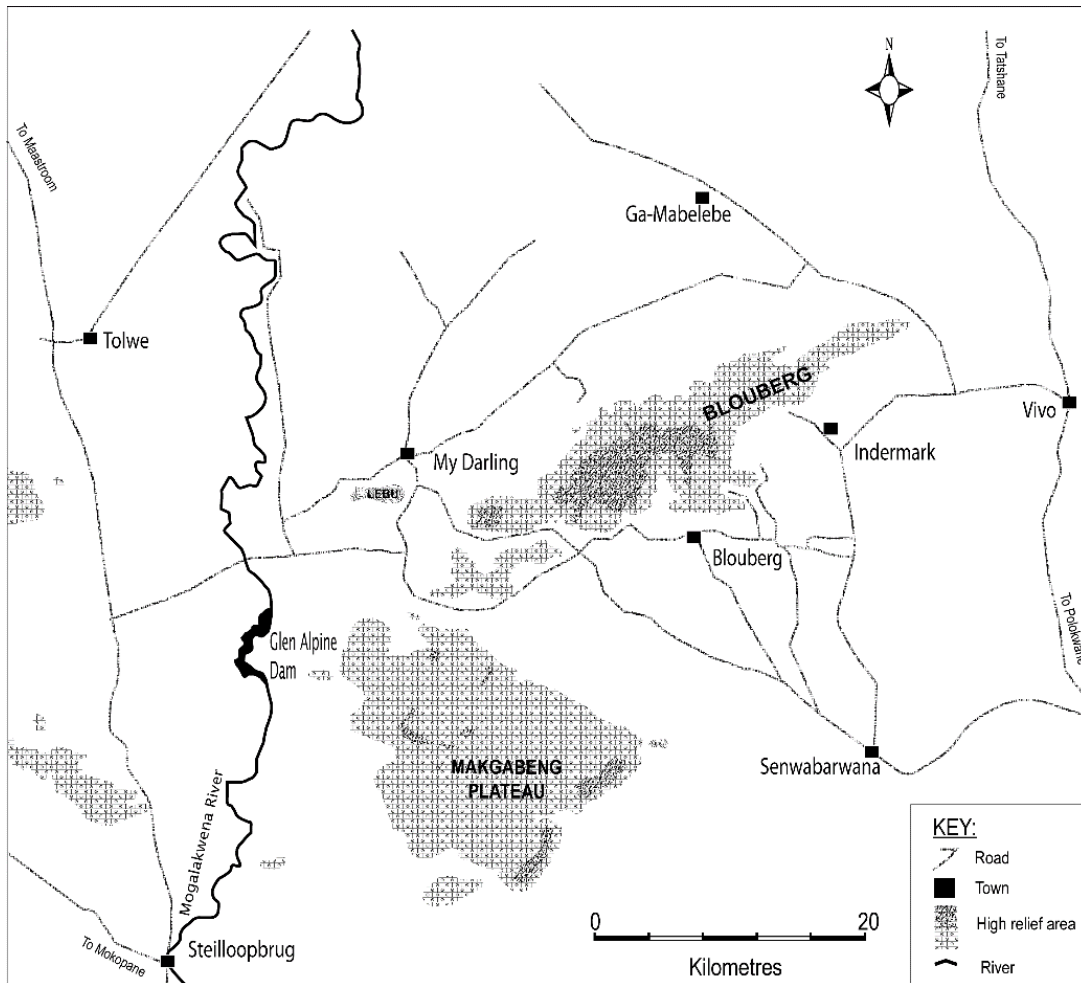 N
To Tatshane
To Maastroom
Ga-Mabelebe
Tolwe
BLOUBERG
Vivo
Indermark
My Darling
LEBU
Blouberg
Glen Alpine
Dam
To Polokwane
MAKGABENG
PLATEAU
Senwabarwana
Mogalakwena River
To Mokopane
Steilloopbrug
0
20
Kilometres
KEY:
Road
Town
High relief area
River